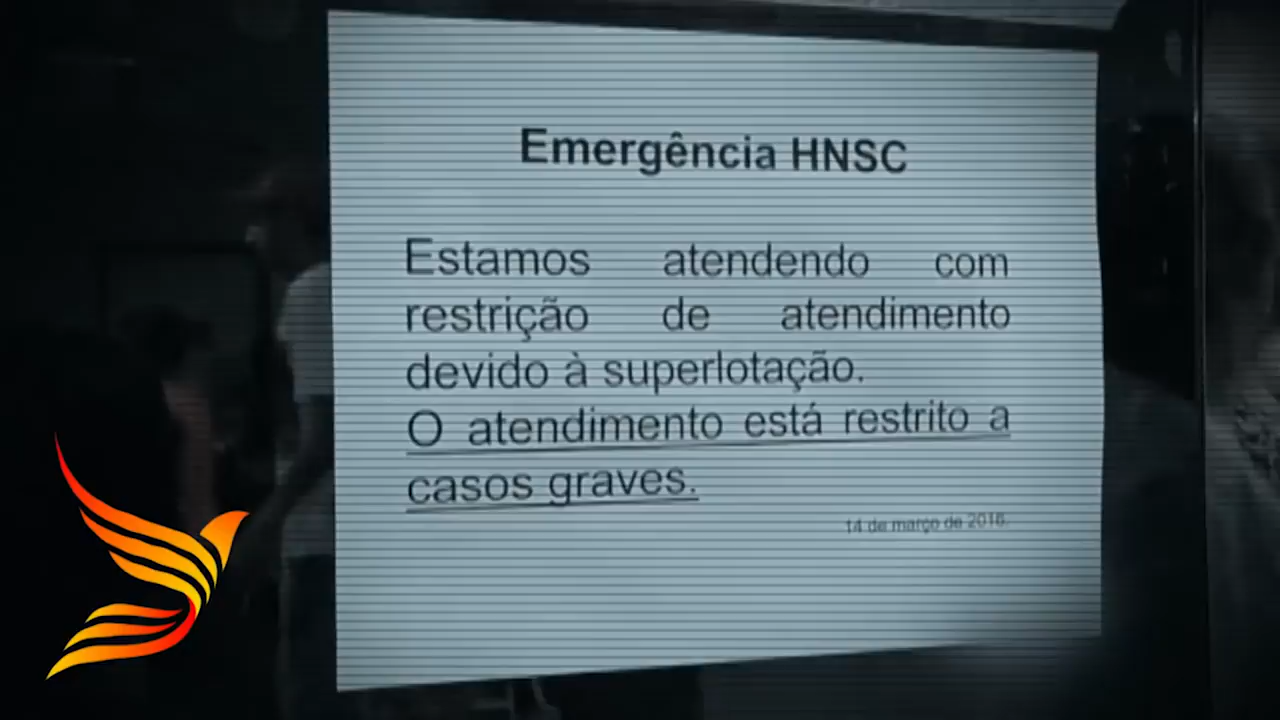 Emergência HNSC
Estamos atendendo com
restrição de atendimento
devido à superlotação.
O atendimento está restrito a
casos graves.
14 de março de 2016.